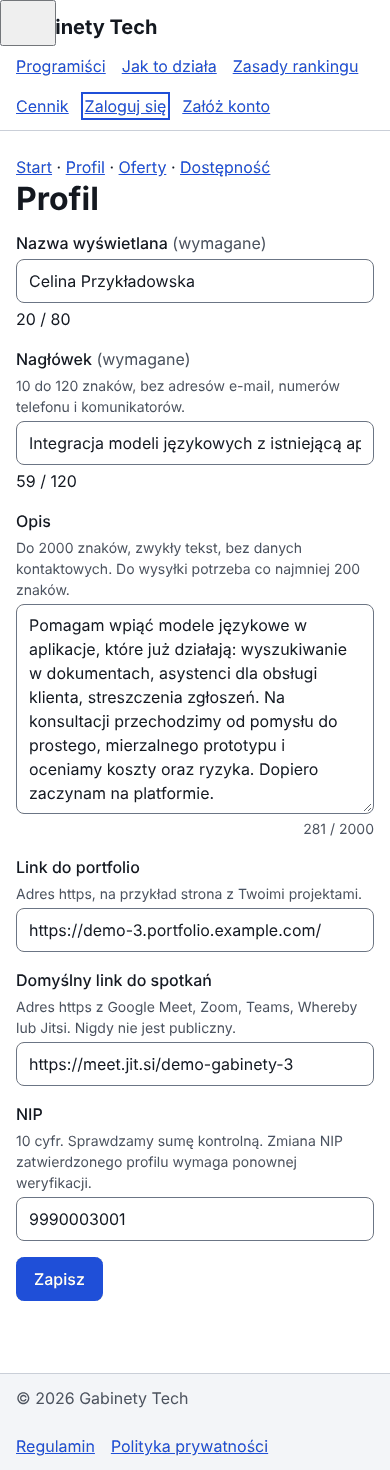 inety Tech
Programiści Jak to działa Zasady rankingu
Cennik Zaloguj się Załóż konto
Start · Profil · Oferty · Dostępność
Profil
Nazwa wyświetlana (wymagane)
Celina Przykładowska
20 / 80
Nagłówek (wymagane)
10 do 120 znaków, bez adresów e-mail, numerów
telefonu i komunikatorów.
Integracja modeli językowych z istniejącą ap
59 / 120
Opis
Do 2000 znaków, zwykły tekst, bez danych
kontaktowych. Do wysyłki potrzeba co najmniej 200
znaków.
Pomagam wpiąć modele językowe w
aplikacje, które już działają: wyszukiwanie
w dokumentach, asystenci dla obsługi
klienta, streszczenia zgłoszeń. Na
konsultacji przechodzimy od pomysłu do
prostego, mierzalnego prototypu i
oceniamy koszty oraz ryzyka. Dopiero
zaczynam na platformie.
281 / 2000
Link do portfolio
Adres https, na przykład strona z Twoimi projektami.
https://demo-3.portfolio.example.com/
Domyślny link do spotkań
Adres https z Google Meet, Zoom, Teams, Whereby
lub Jitsi. Nigdy nie jest publiczny.
https://meet.jit.si/demo-gabinety-3
NIP
10 cyfr. Sprawdzamy sumę kontrolną. Zmiana NIP
zatwierdzonego profilu wymaga ponownej
weryfikacji.
9990003001
Zapisz
© 2026 Gabinety Tech
Regulamin Polityka prywatności